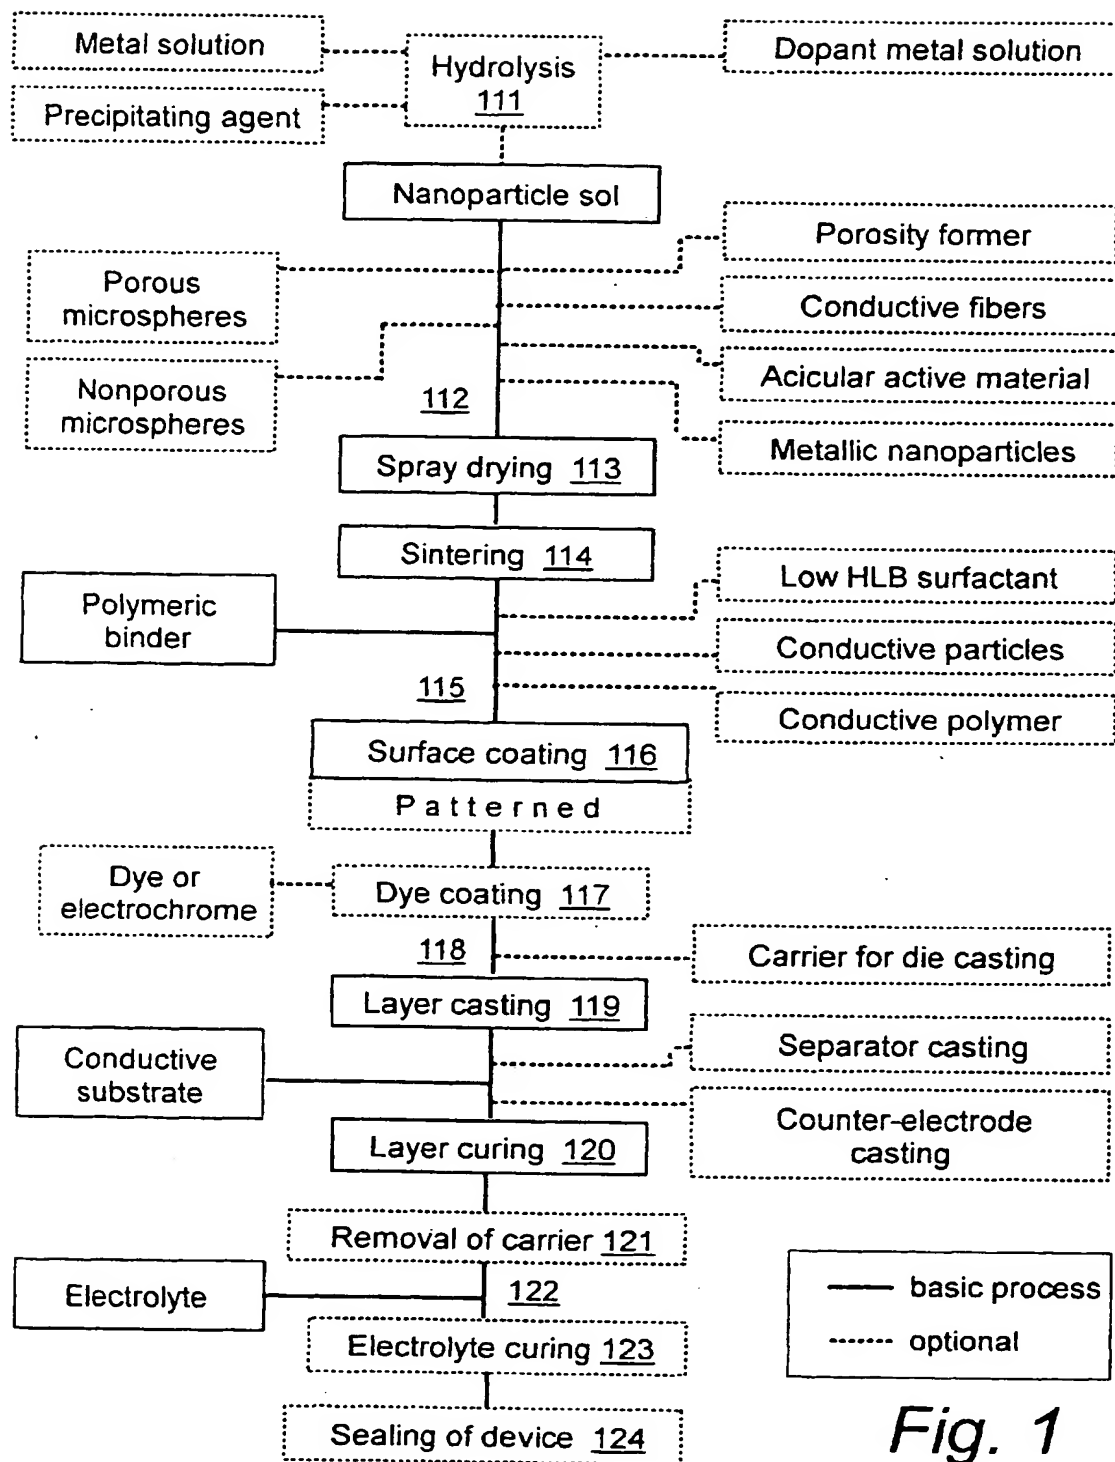 Metal solution
Hydrolysis
111
Dopant metal solution
Precipitating agent
Nanoparticle sol
Porosity former
Porous
microspheres
Conductive fibers
Nonporous
microspheres
Acicular active material
112
Metallic nanoparticles
Spray drying 113
Sintering 114
Low HLB surfactant
Polymeric
binder
Conductive particles
115
Conductive polymer
Surface coating 116
Patterned
Dye or
electrochrome
Dye coating 117
118
Carrier for die casting
Layer casting 119
Separator casting
Conductive
substrate
Counter-electrode
casting
Layer curing 120
Removal of carrier 121
Electrolyte
122
basic process
optional
Electrolyte curing 123
Sealing of device 124
Fig. 1